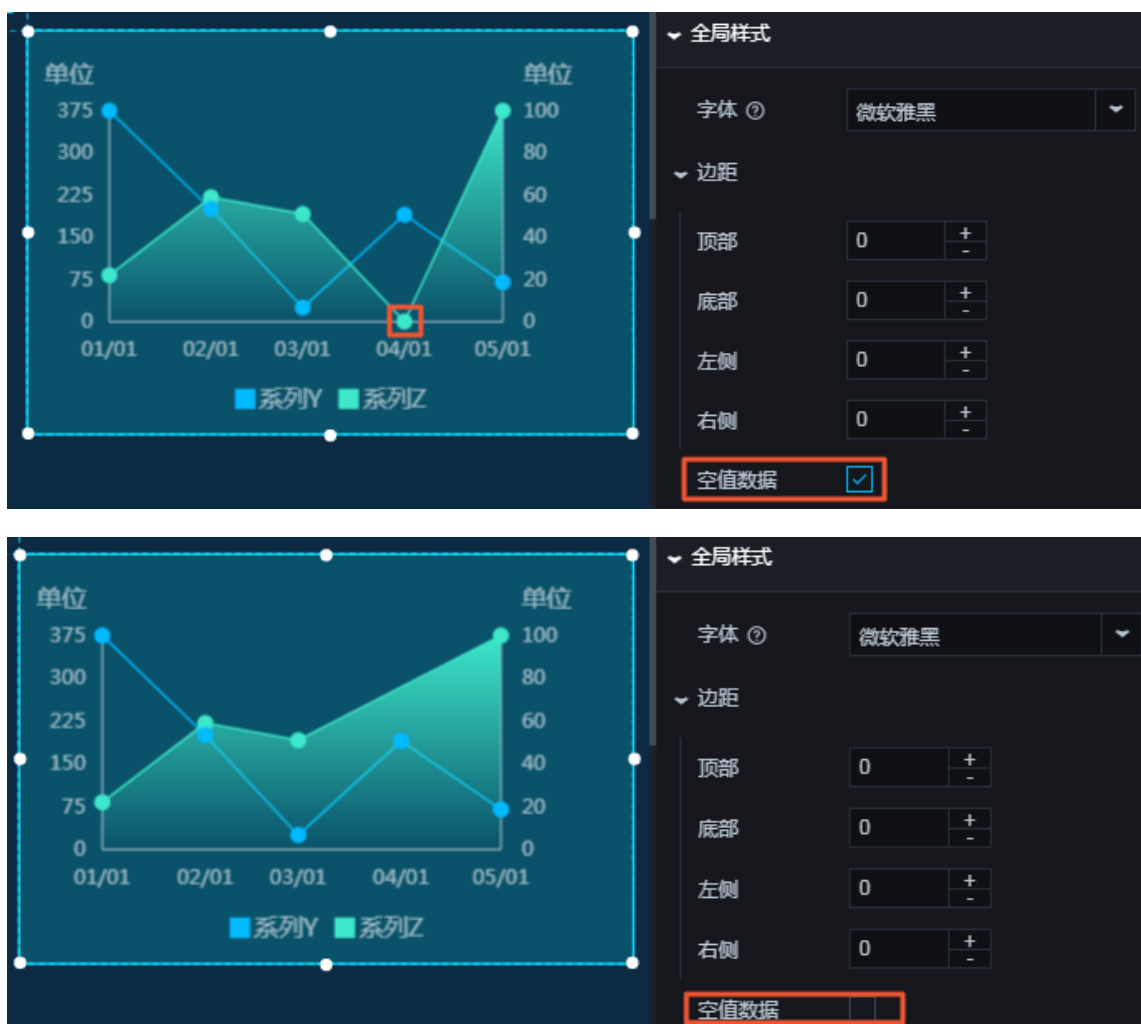 全局样式
单位 单位
375 100
字体 微软雅黑
300 80
边距
225 60
150 40
顶部 0 + -
75 20
底部 0 + -
0 0
01/01 02/01 03/01 04/01 05/01
左侧 0 + -
系列Y 系列Z
右侧 0 + -
空值数据
全局样式
单位 单位
375 100
字体 微软雅黑
300 80
边距
225 60
150 40
顶部 0 + -
75 20
底部 0 + -
0 0
01/01 02/01 03/01 04/01 05/01
左侧 0 + -
系列Y 系列Z
右侧 0 + -
空值数据